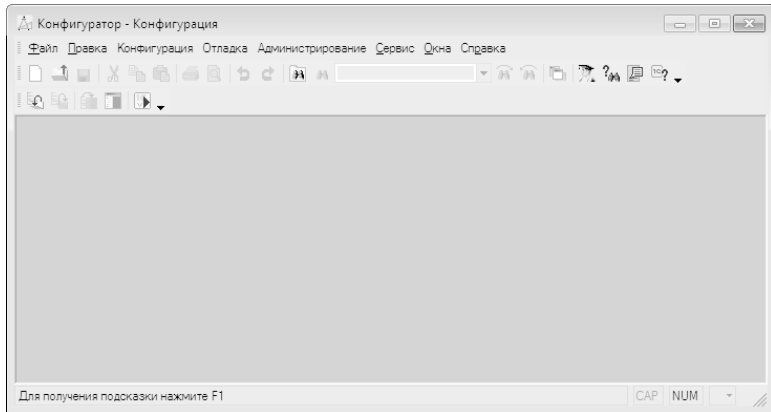 Конфигуратор - Конфигурация
Файл Правка Конфигурация Отладка Администрирование Сервис Окна Справка
Для получения подсказки нажмите F1 CAP NUM